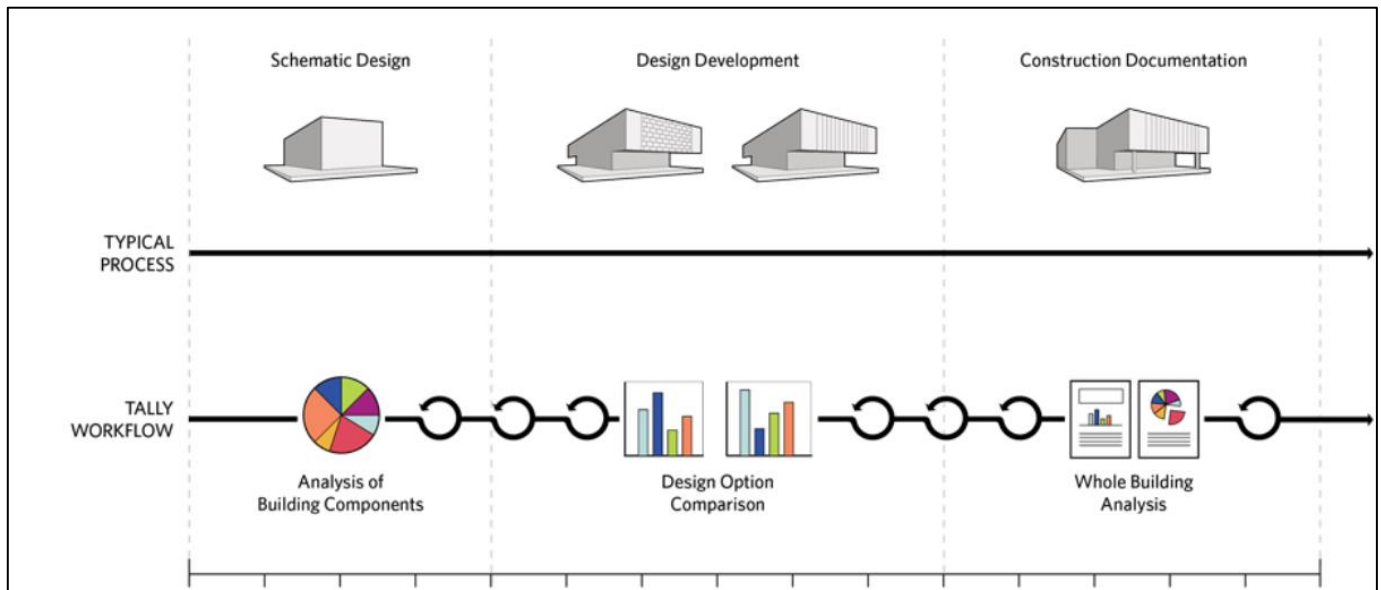 Schematic Design
Design Development
Construction Documentation
TYPICAL
PROCESS
TALLY
WORKFLOW
Analysis of
Building Components
Design Option
Comparison
Whole Building
Analysis